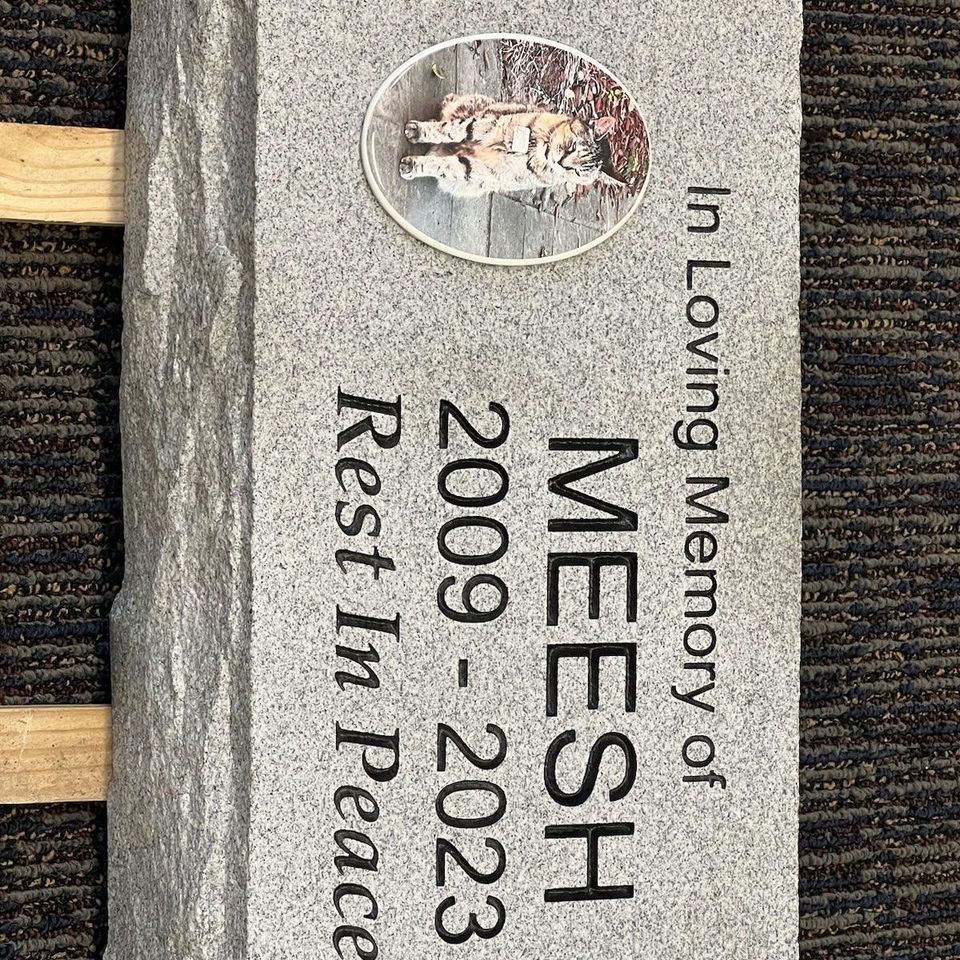 In Loving Memory of
MEESH
2009 - 2023
Rest In Peace